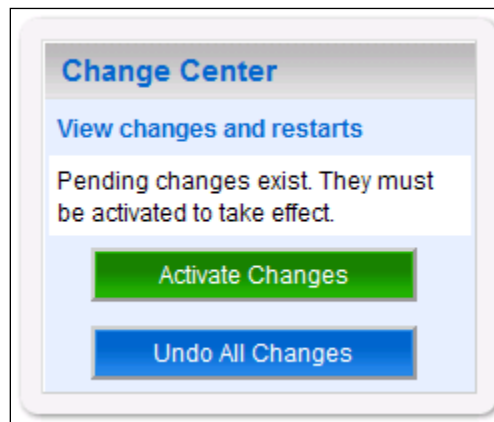 Change Center
View changes and restarts
Pending changes exist. They must
be activated to take effect.
Activate Changes
Undo All Changes